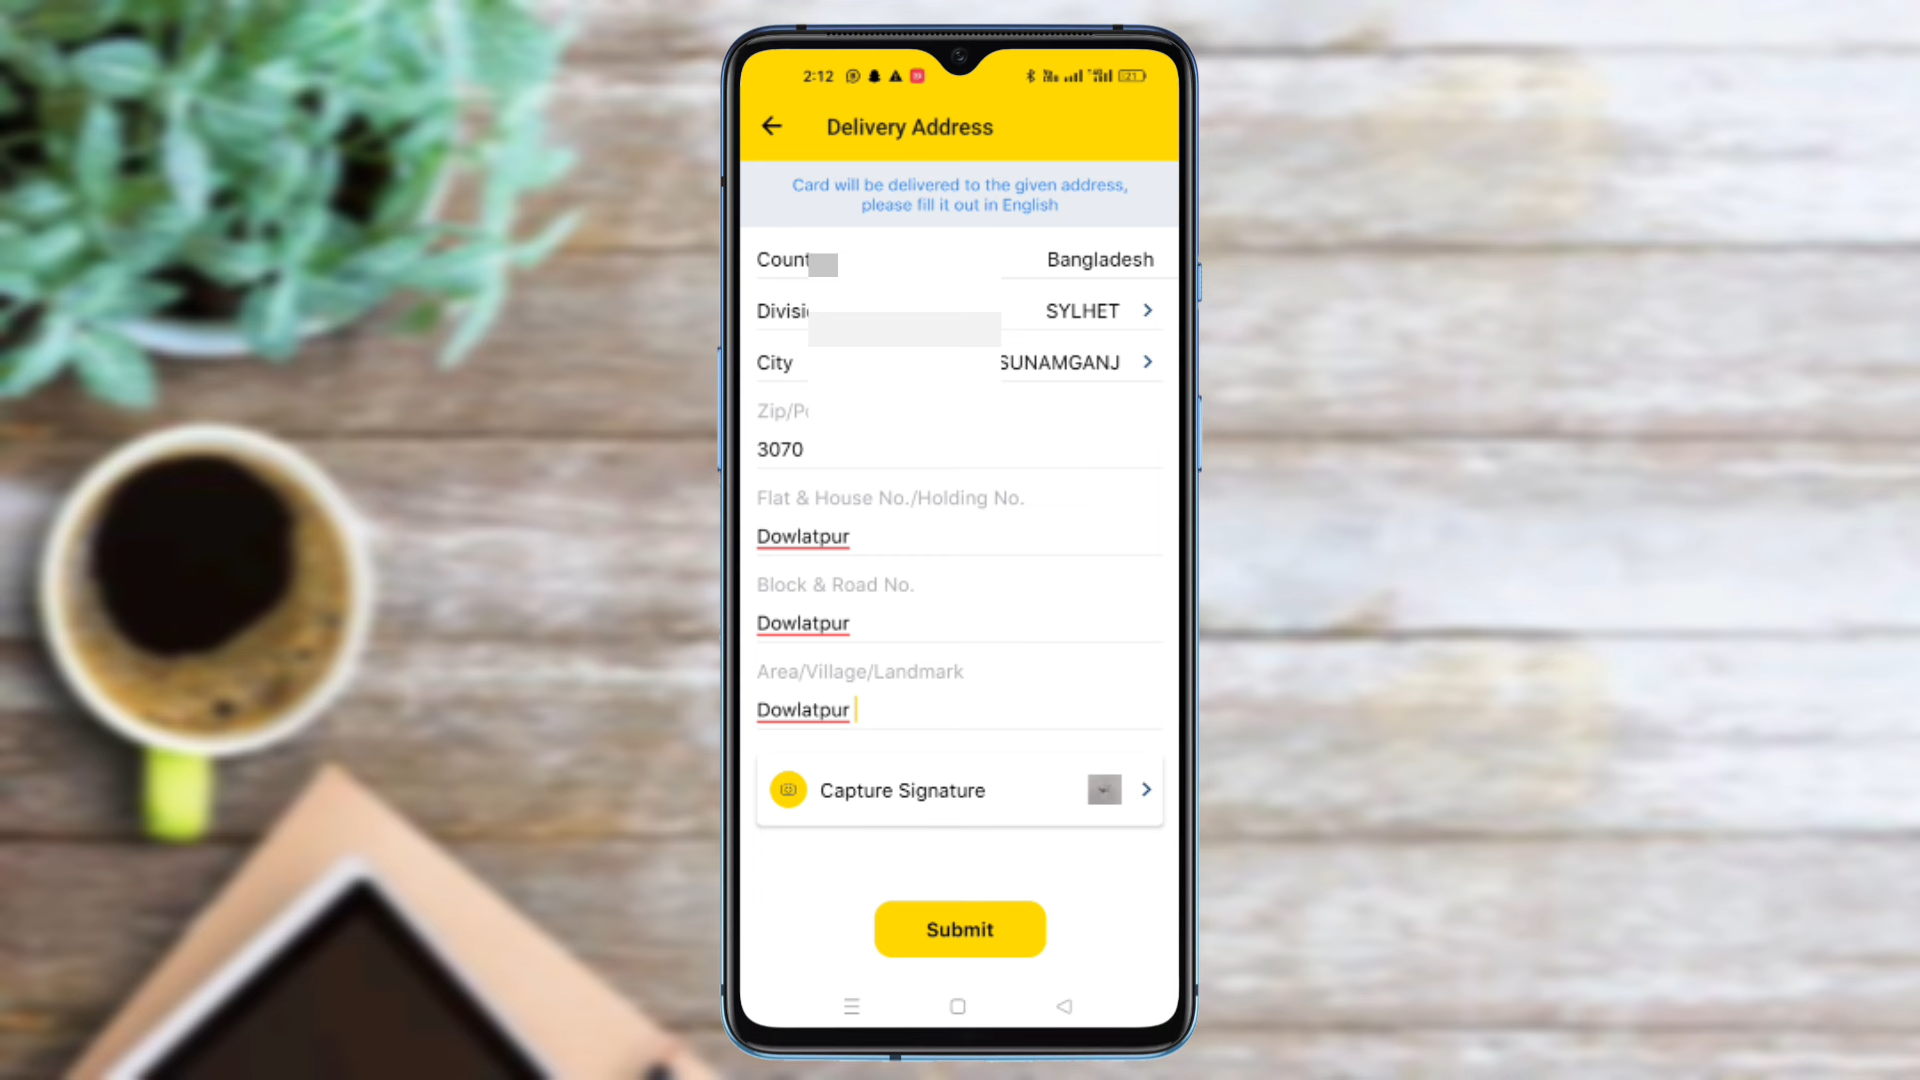 2:12
21
Delivery Address
Card will be delivered to the given address,
please fill it out in English
Bangladesh
SYLHET
City SUNAMGANJ
3070
Flat & House No./Holding No.
Dowlatpur
Block & Road No.
Dowlatpur
Area/Village/Landmark
Dowlatpur
Capture Signature
Submit